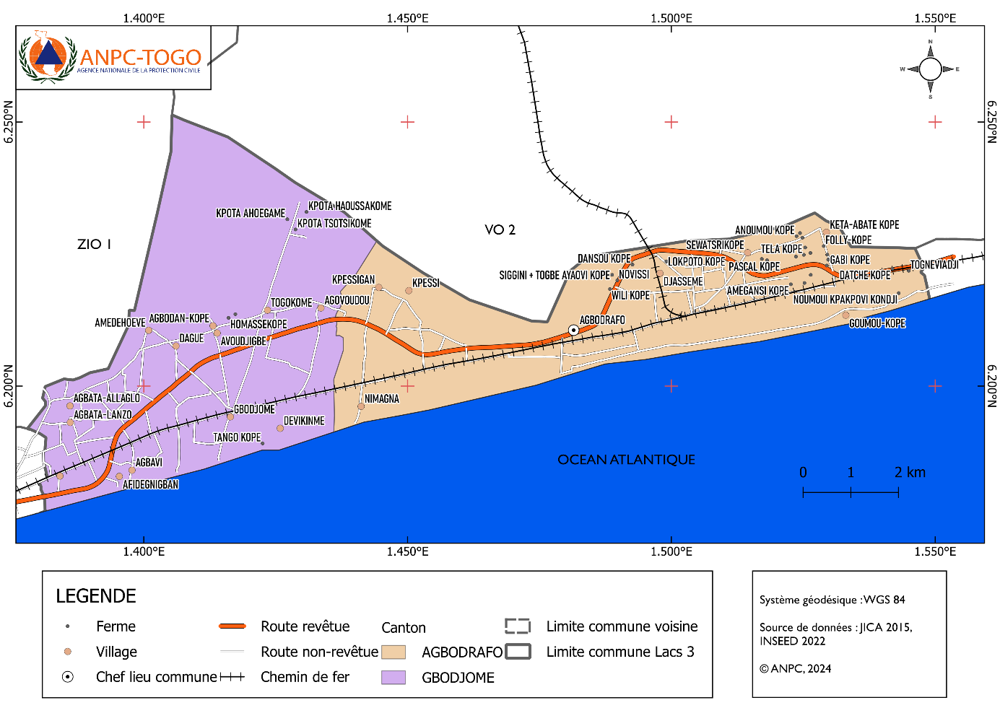 1.400°E
1.450°E
1.500°E
1.550°E
ANPC-TOGO
AGENCE NATIONALE DE LA PROTECTION CIVILE
N
W
E
S
6.250°N
6.250°N
KPOTA HAOUSSAKOME
KPOTA AHOEGAME
KPOTA TSOTSIKOME
ZIO 1
VO 2
KETA-ABATE KOPE
ANOUMOU KOPE
FOLLY-KOPE
SEWATSRIKOPE
TELA KOPE
DANSOU KOPE
LOKPOTO KOPE
GABI KOPE
PASCAL KOPE
TOGNEVIADJI
SIGGINI + TOGBE AYAOVI KOPE
NOVISSI
DATCHE KOPE
KPESSIGAN
KPESSI
DJASSEME
AMEGANSI KOPE
WILI KOPE
NOUMOUI KPAKPOVI KONDJI
TOGOKOME
AGOVOUDOU
AGBODAN-KOPE
AMEDEHOEVE
HOMASSEKOPE
AGBODRAFO
GOUMOU-KOPE
DAGUE
AVOUDJIGBE
6.200°N
6.200°N
AGBATA-ALLAGLO
NIMAGNA
AGBATA-LANZO
GBODJOME
DEVIKINME
TANGO KOPE
AGBAVI
OCEAN ATLANTIQUE
AFIDEGNIGBAN
0 1 2 km
1.400°E
1.450°E
1.500°E
1.550°E
LEGENDE
Ferme
Village
Chef lieu commune
Route revêtue
Route non-revêtue
Chemin de fer
Canton
AGBODRAFO
GBODJOME
Limite commune voisine
Limite commune Lacs 3
Système géodésique : WGS 84
Source de données : JICA 2015,
INSEED 2022
© ANPC, 2024